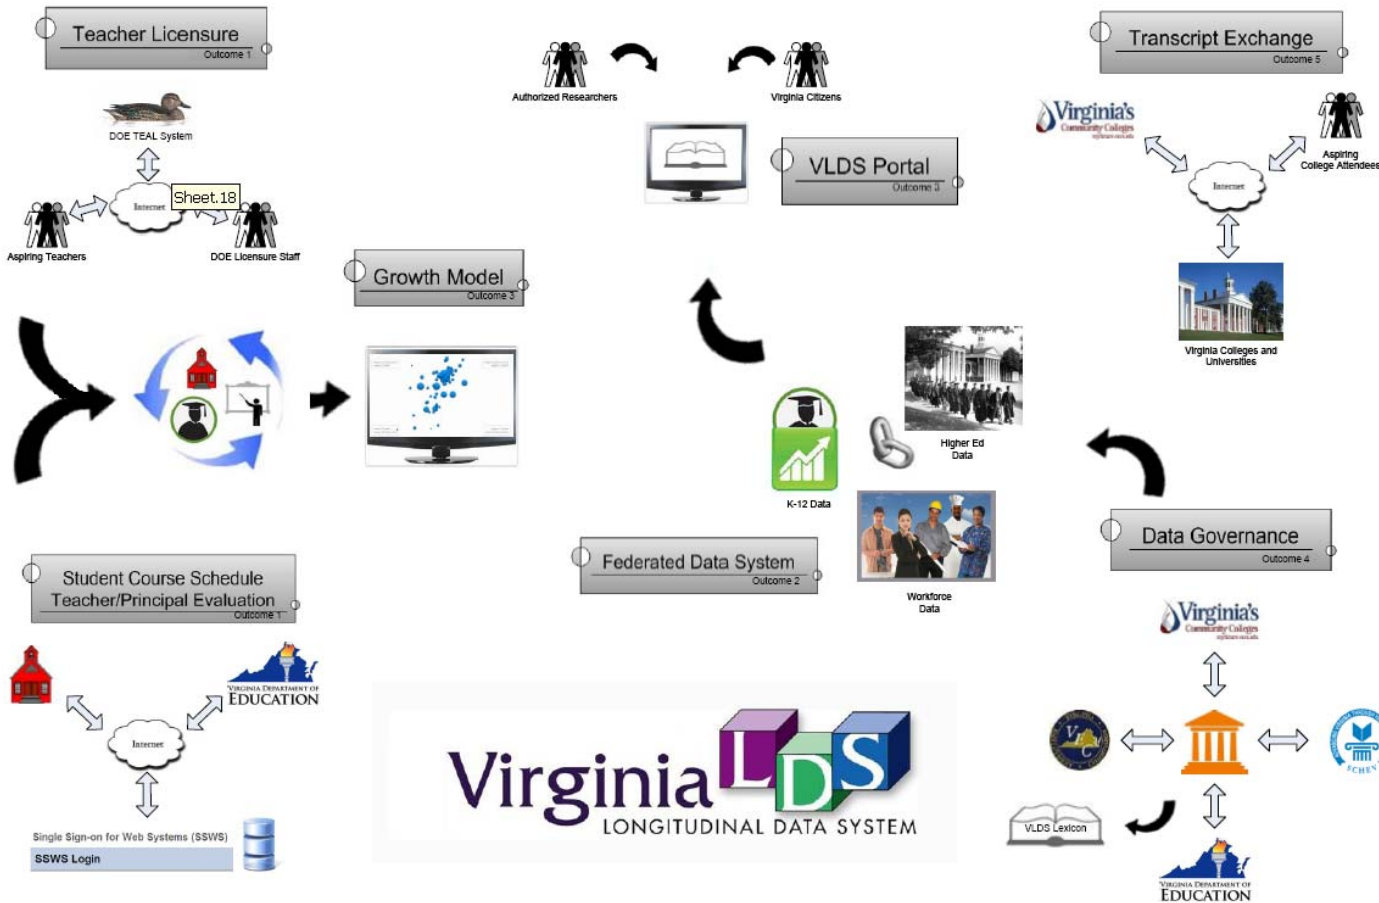 Teacher Licensure
Outcome 1
DOE TEAL System
Internet
Sheet.18
Aspiring Teachers
DOE Licensure Staff
Authorized Researchers
Virginia Citizens
VLDS Portal
Outcome 3
Transcript Exchange
Outcome 5
Virginia's
Community Colleges
Aspiring
College Attendees
Internet
Virginia Colleges and
Universities
Growth Model
Outcome 3
K-12 Data
Higher Ed
Data
Workforce
Data
Federated Data System
Outcome 2
Data Governance
Outcome 4
Virginia's
Community Colleges
VEC
SCHEV
VLDS Lexicon
VIRGINIA DEPARTMENT OF
EDUCATION
Student Course Schedule
Teacher/Principal Evaluation
Outcome 1
VIRGINIA DEPARTMENT OF
EDUCATION
Internet
Single Sign-on for Web Systems (SSWS)
SSWS Login
Virginia LDS
LONGITUDINAL DATA SYSTEM